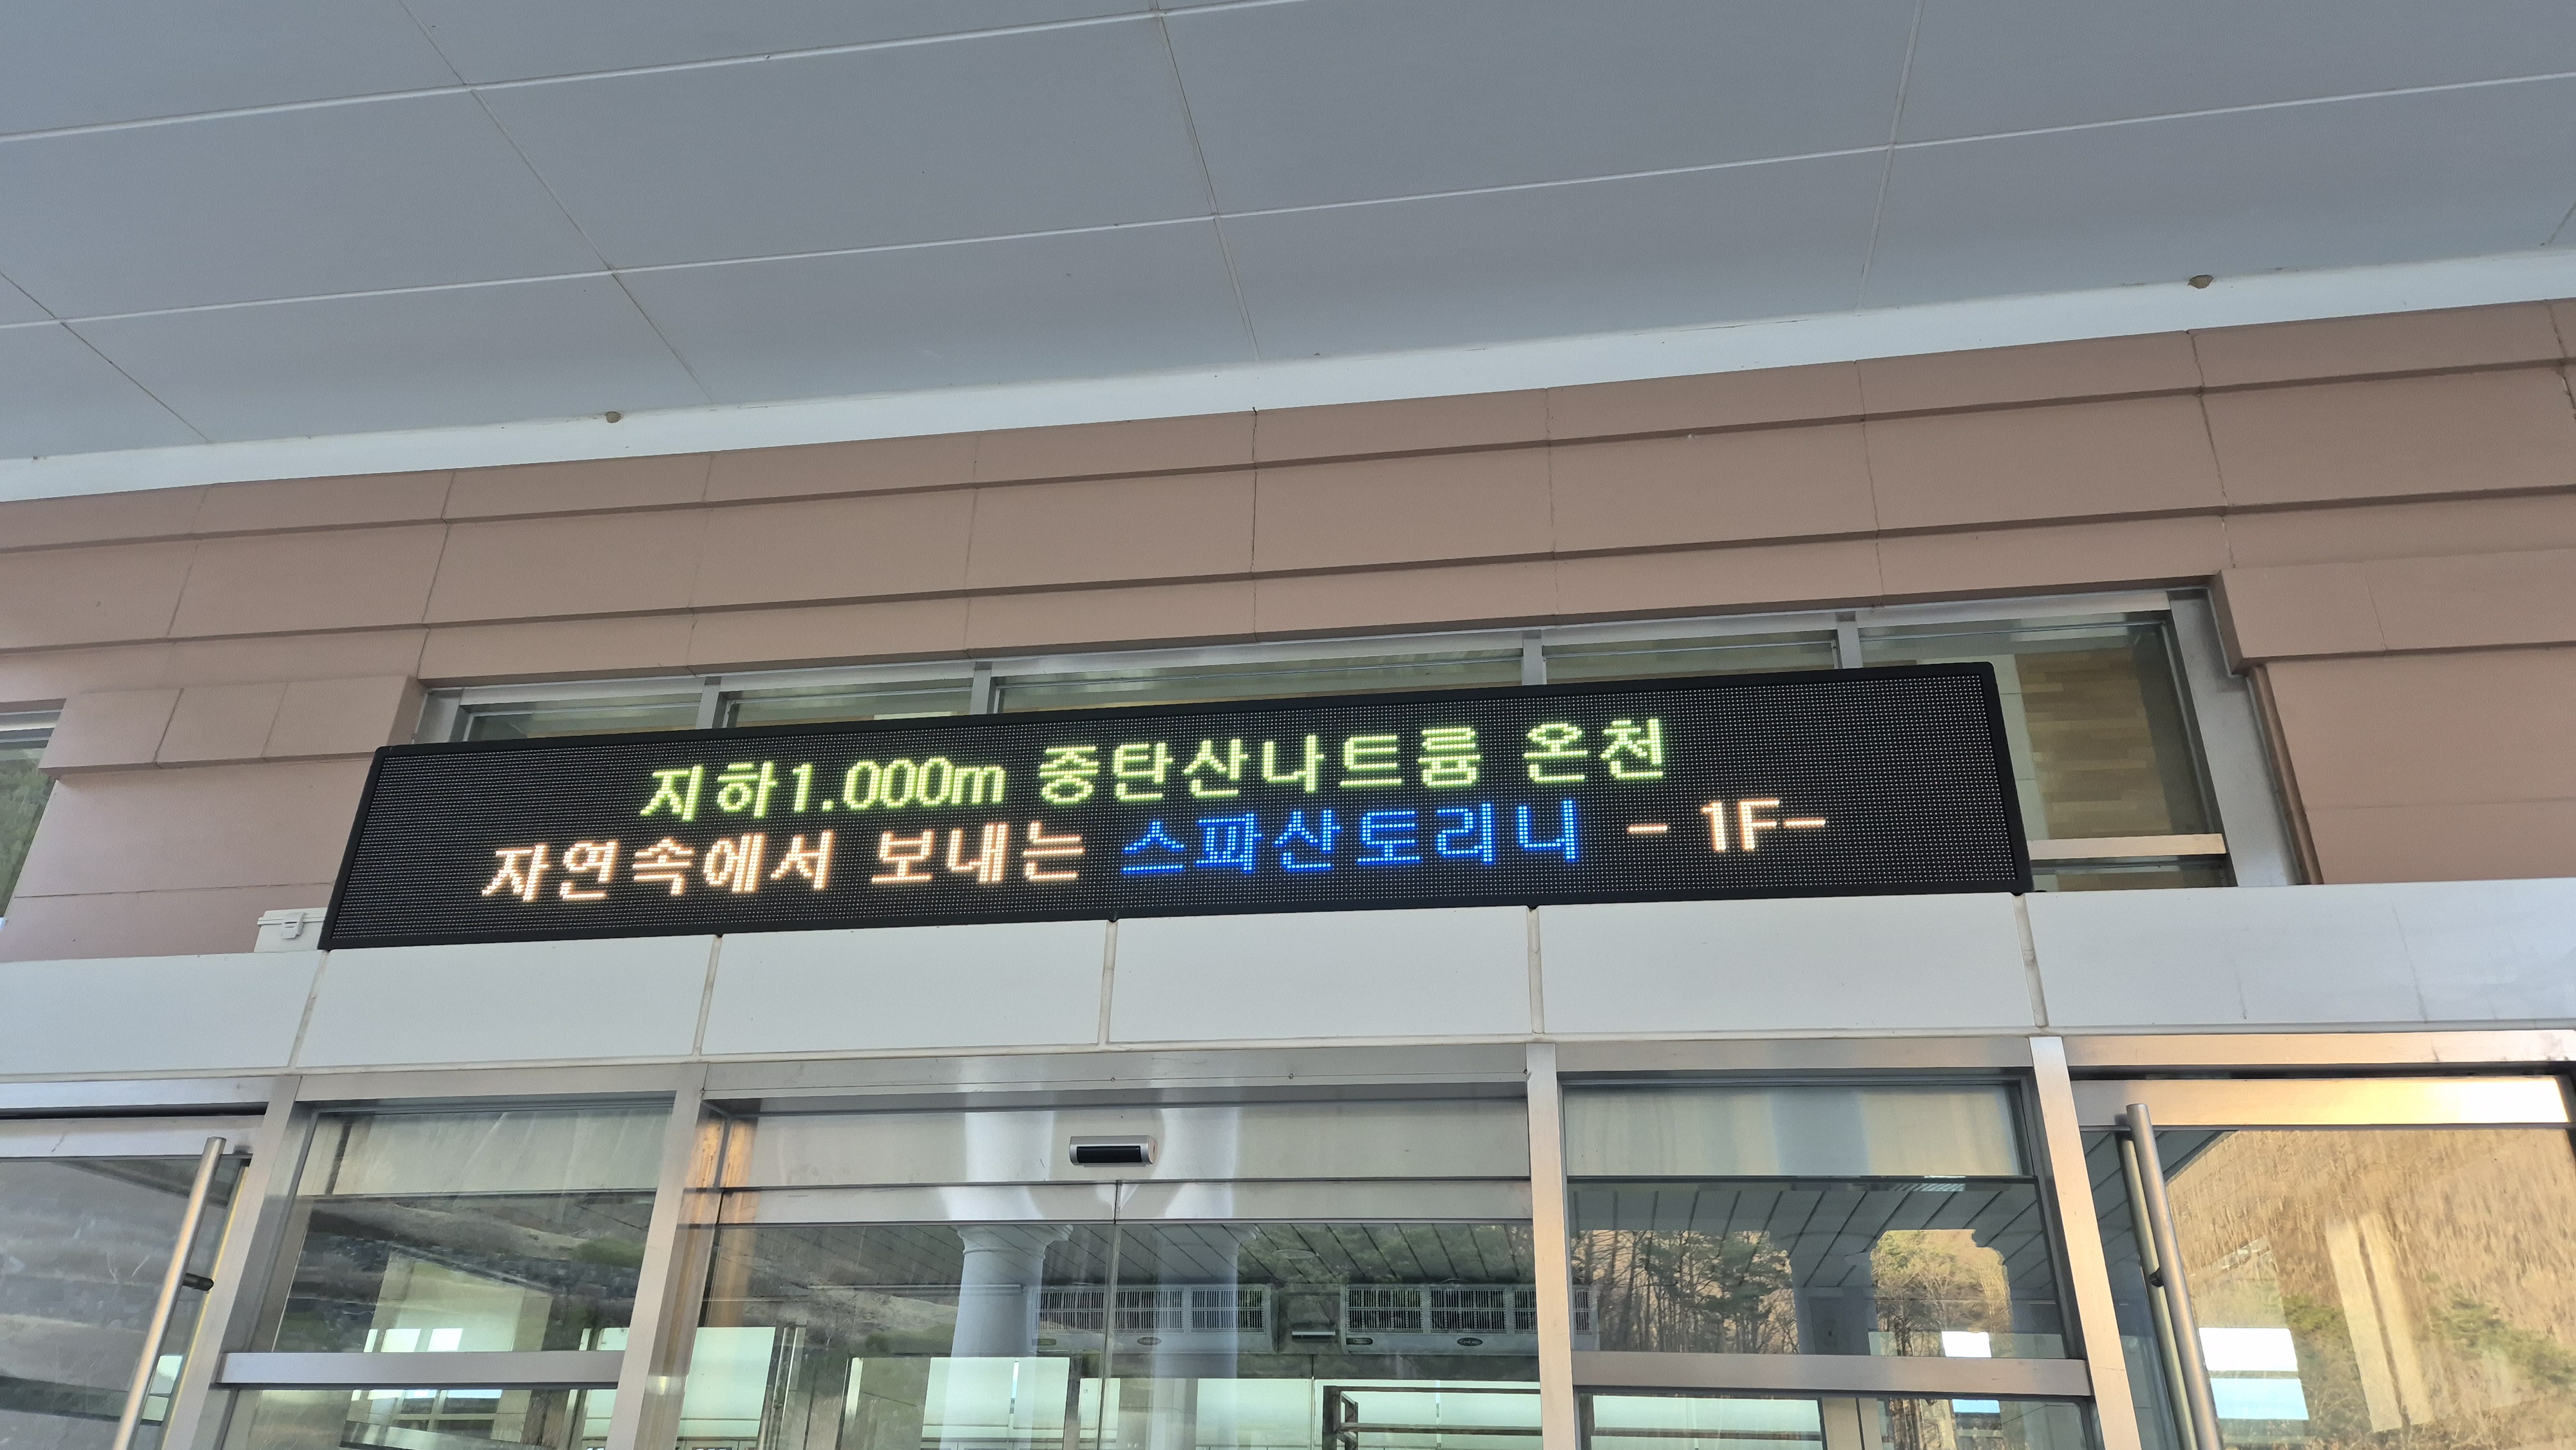 지하1.000m 중탄산나트륨 온천
자연속에서 보내는 스파산토리니 - 1F-